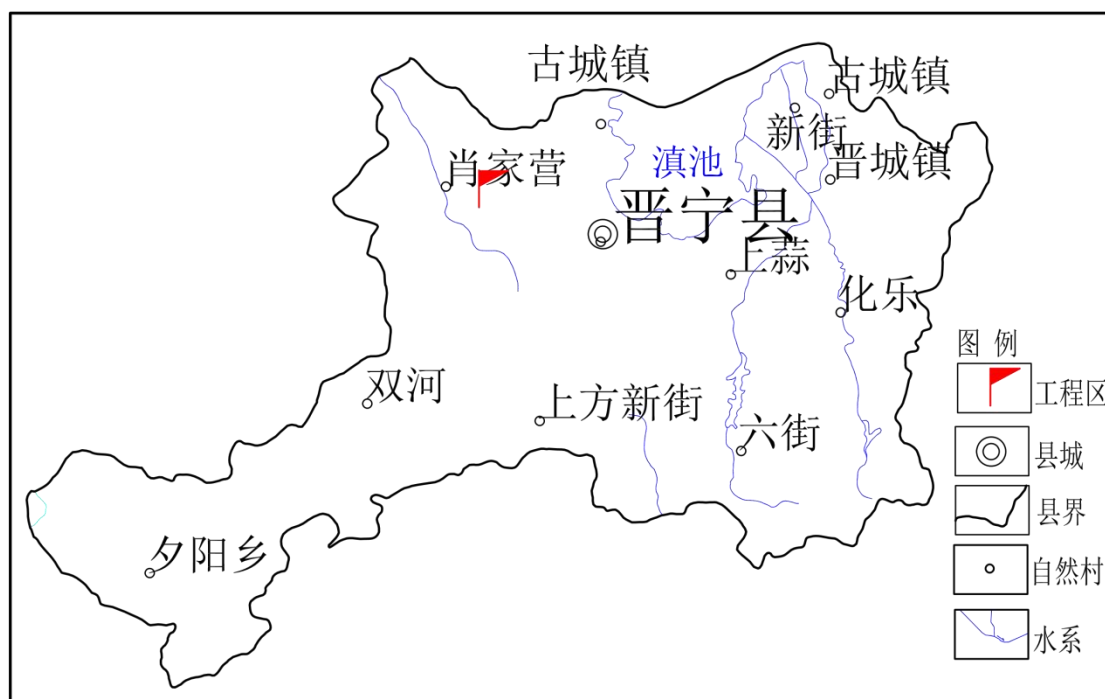 古城镇
古城镇
新街
滇池
肖家营
晋城镇
晋宁县
上蒜
化乐
图 例
双河
工程区
上方新街
六街
县城
县界
夕阳乡
自然村
水系